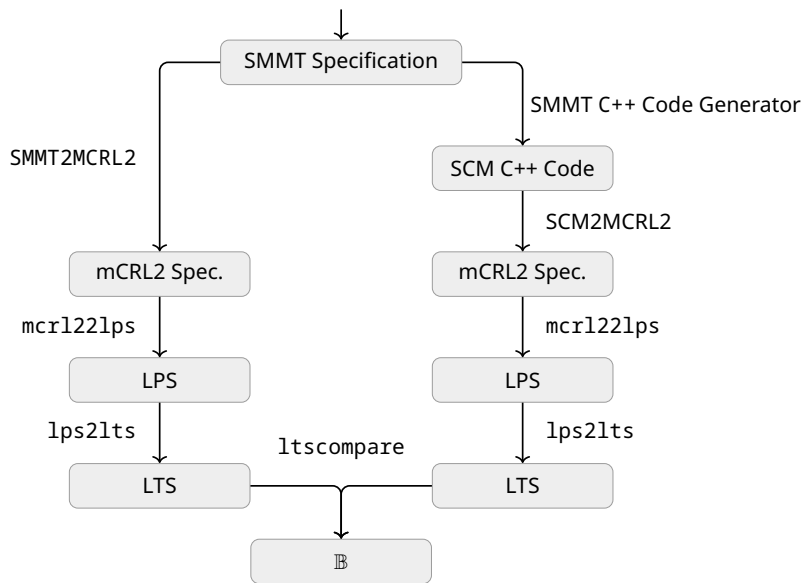 SMMT Specification
SMMT C++ Code Generator
SMMT2MCRL2
SCM C++ Code
SCM2MCRL2
mCRL2 Spec.
mCRL2 Spec.
mcrl22lps
mcrl22lps
LPS
LPS
lps2lts
lps2lts
ltscompare
LTS
LTS
𝔹